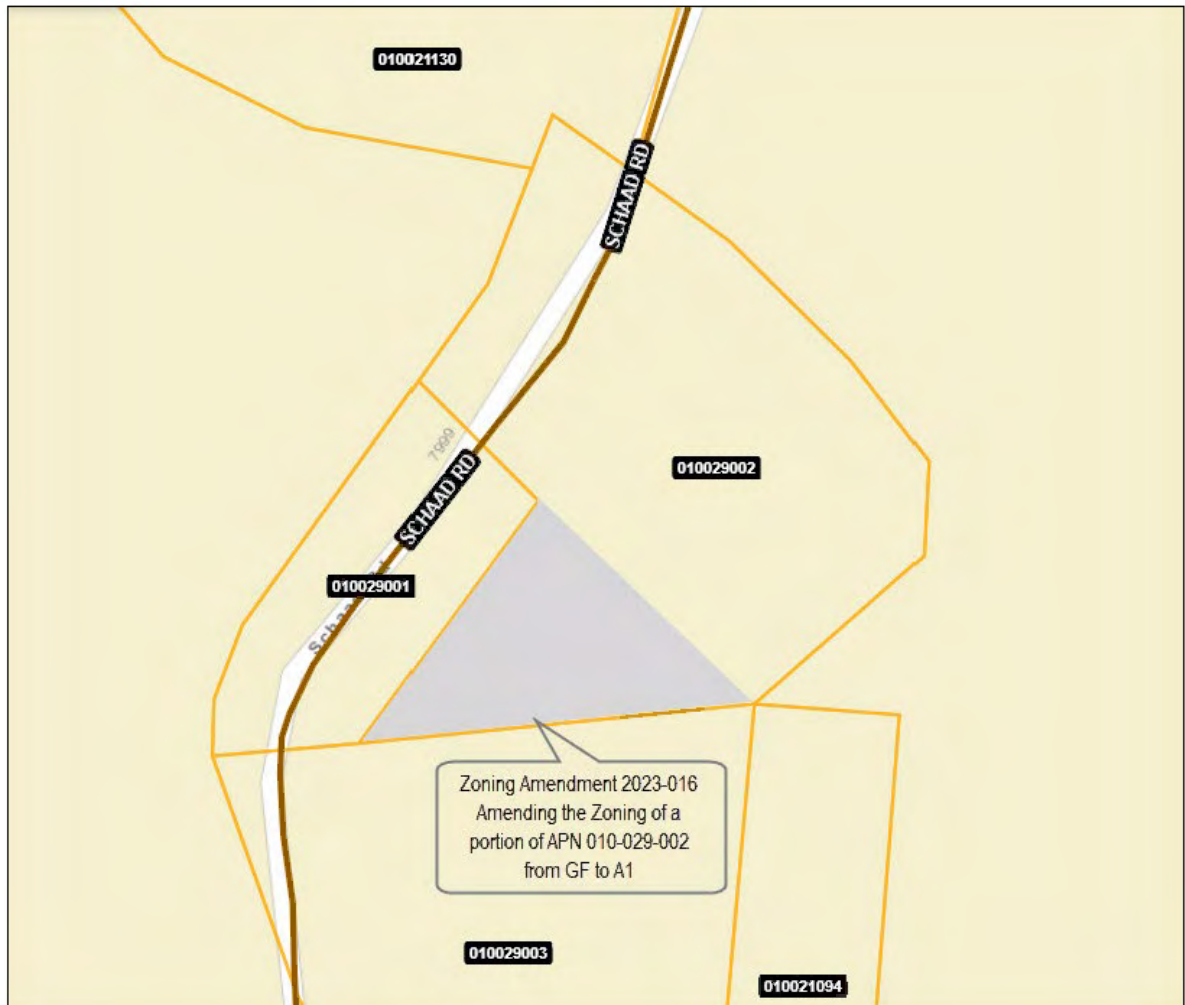 010021130
SCHAAD RD
7999
010029002
SCHAAD RD
010029001
Zoning Amendment 2023-016
Amending the Zoning of a
portion of APN 010-029-002
from GF to A1
010029003
010021094